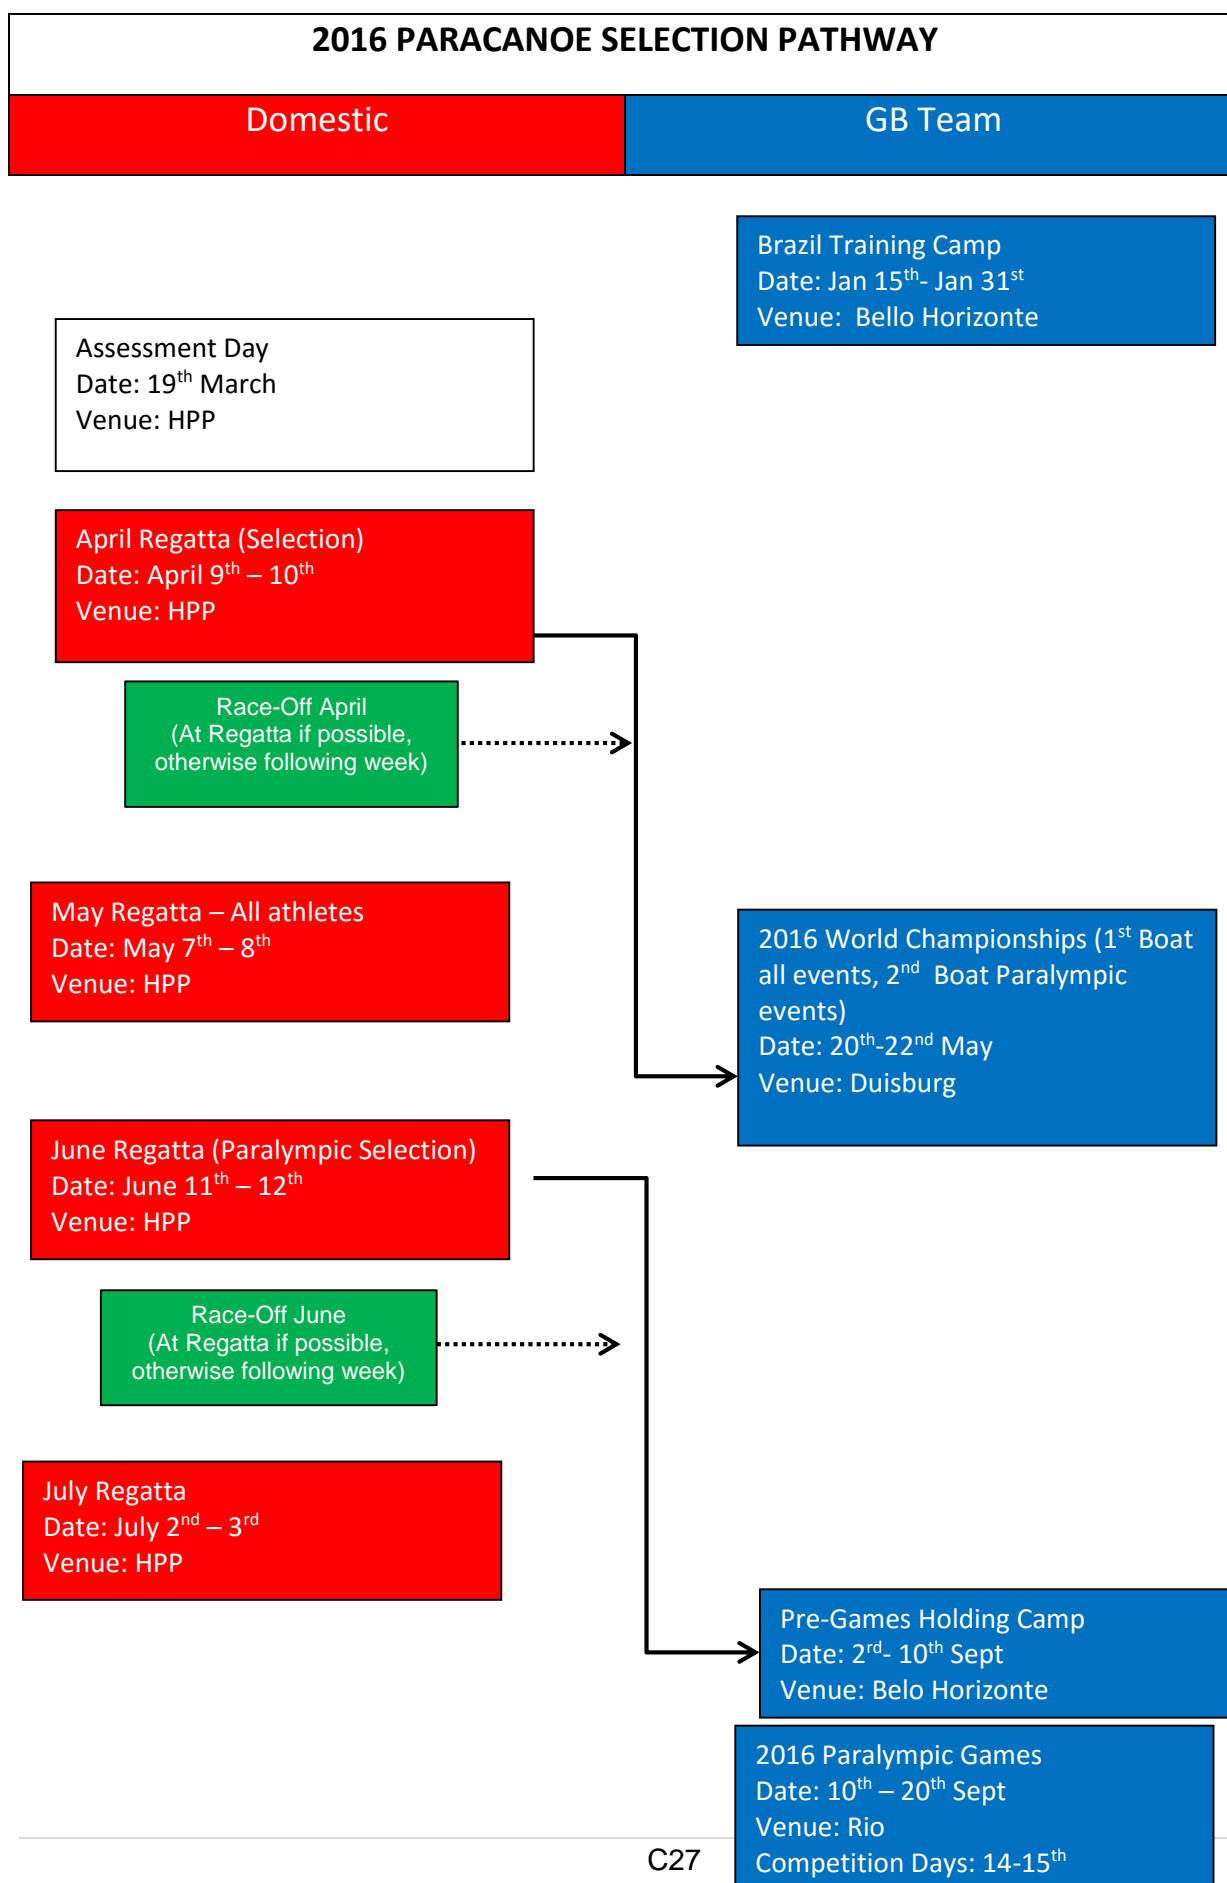 2016 PARACANOE SELECTION PATHWAY
Domestic
GB Team
Brazil Training Camp
Date: Jan 15th- Jan 31st
Venue:  Bello Horizonte
Assessment Day
Date: 19th March
Venue: HPP
April Regatta (Selection)
Date: April 9th – 10th
Venue: HPP
Race-Off April
(At Regatta if possible,
otherwise following week)
May Regatta – All athletes
Date: May 7th – 8th
Venue: HPP
2016 World Championships (1st Boat
all events, 2nd  Boat Paralympic
events)
Date: 20th-22nd May
Venue: Duisburg
June Regatta (Paralympic Selection)
Date: June 11th – 12th
Venue: HPP
Race-Off June
(At Regatta if possible,
otherwise following week)
July Regatta
Date: July 2nd – 3rd
Venue: HPP
Pre-Games Holding Camp
Date: 2rd- 10th Sept
Venue: Belo Horizonte
2016 Paralympic Games
Date: 10th – 20th Sept
Venue: Rio
Competition Days: 14-15th
C27